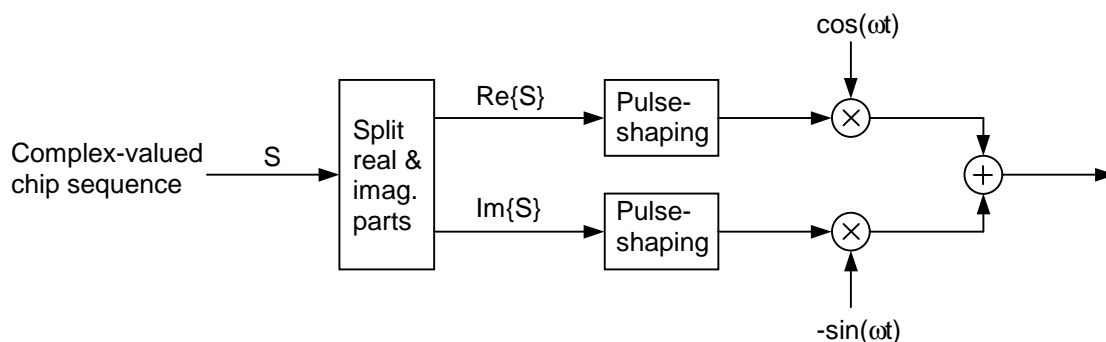 cos(ωt)
Complex-valued
chip sequence
S
Split
real &
imag.
parts
Re{S}
Pulse-
shaping
Im{S}
Pulse-
shaping
-sin(ωt)